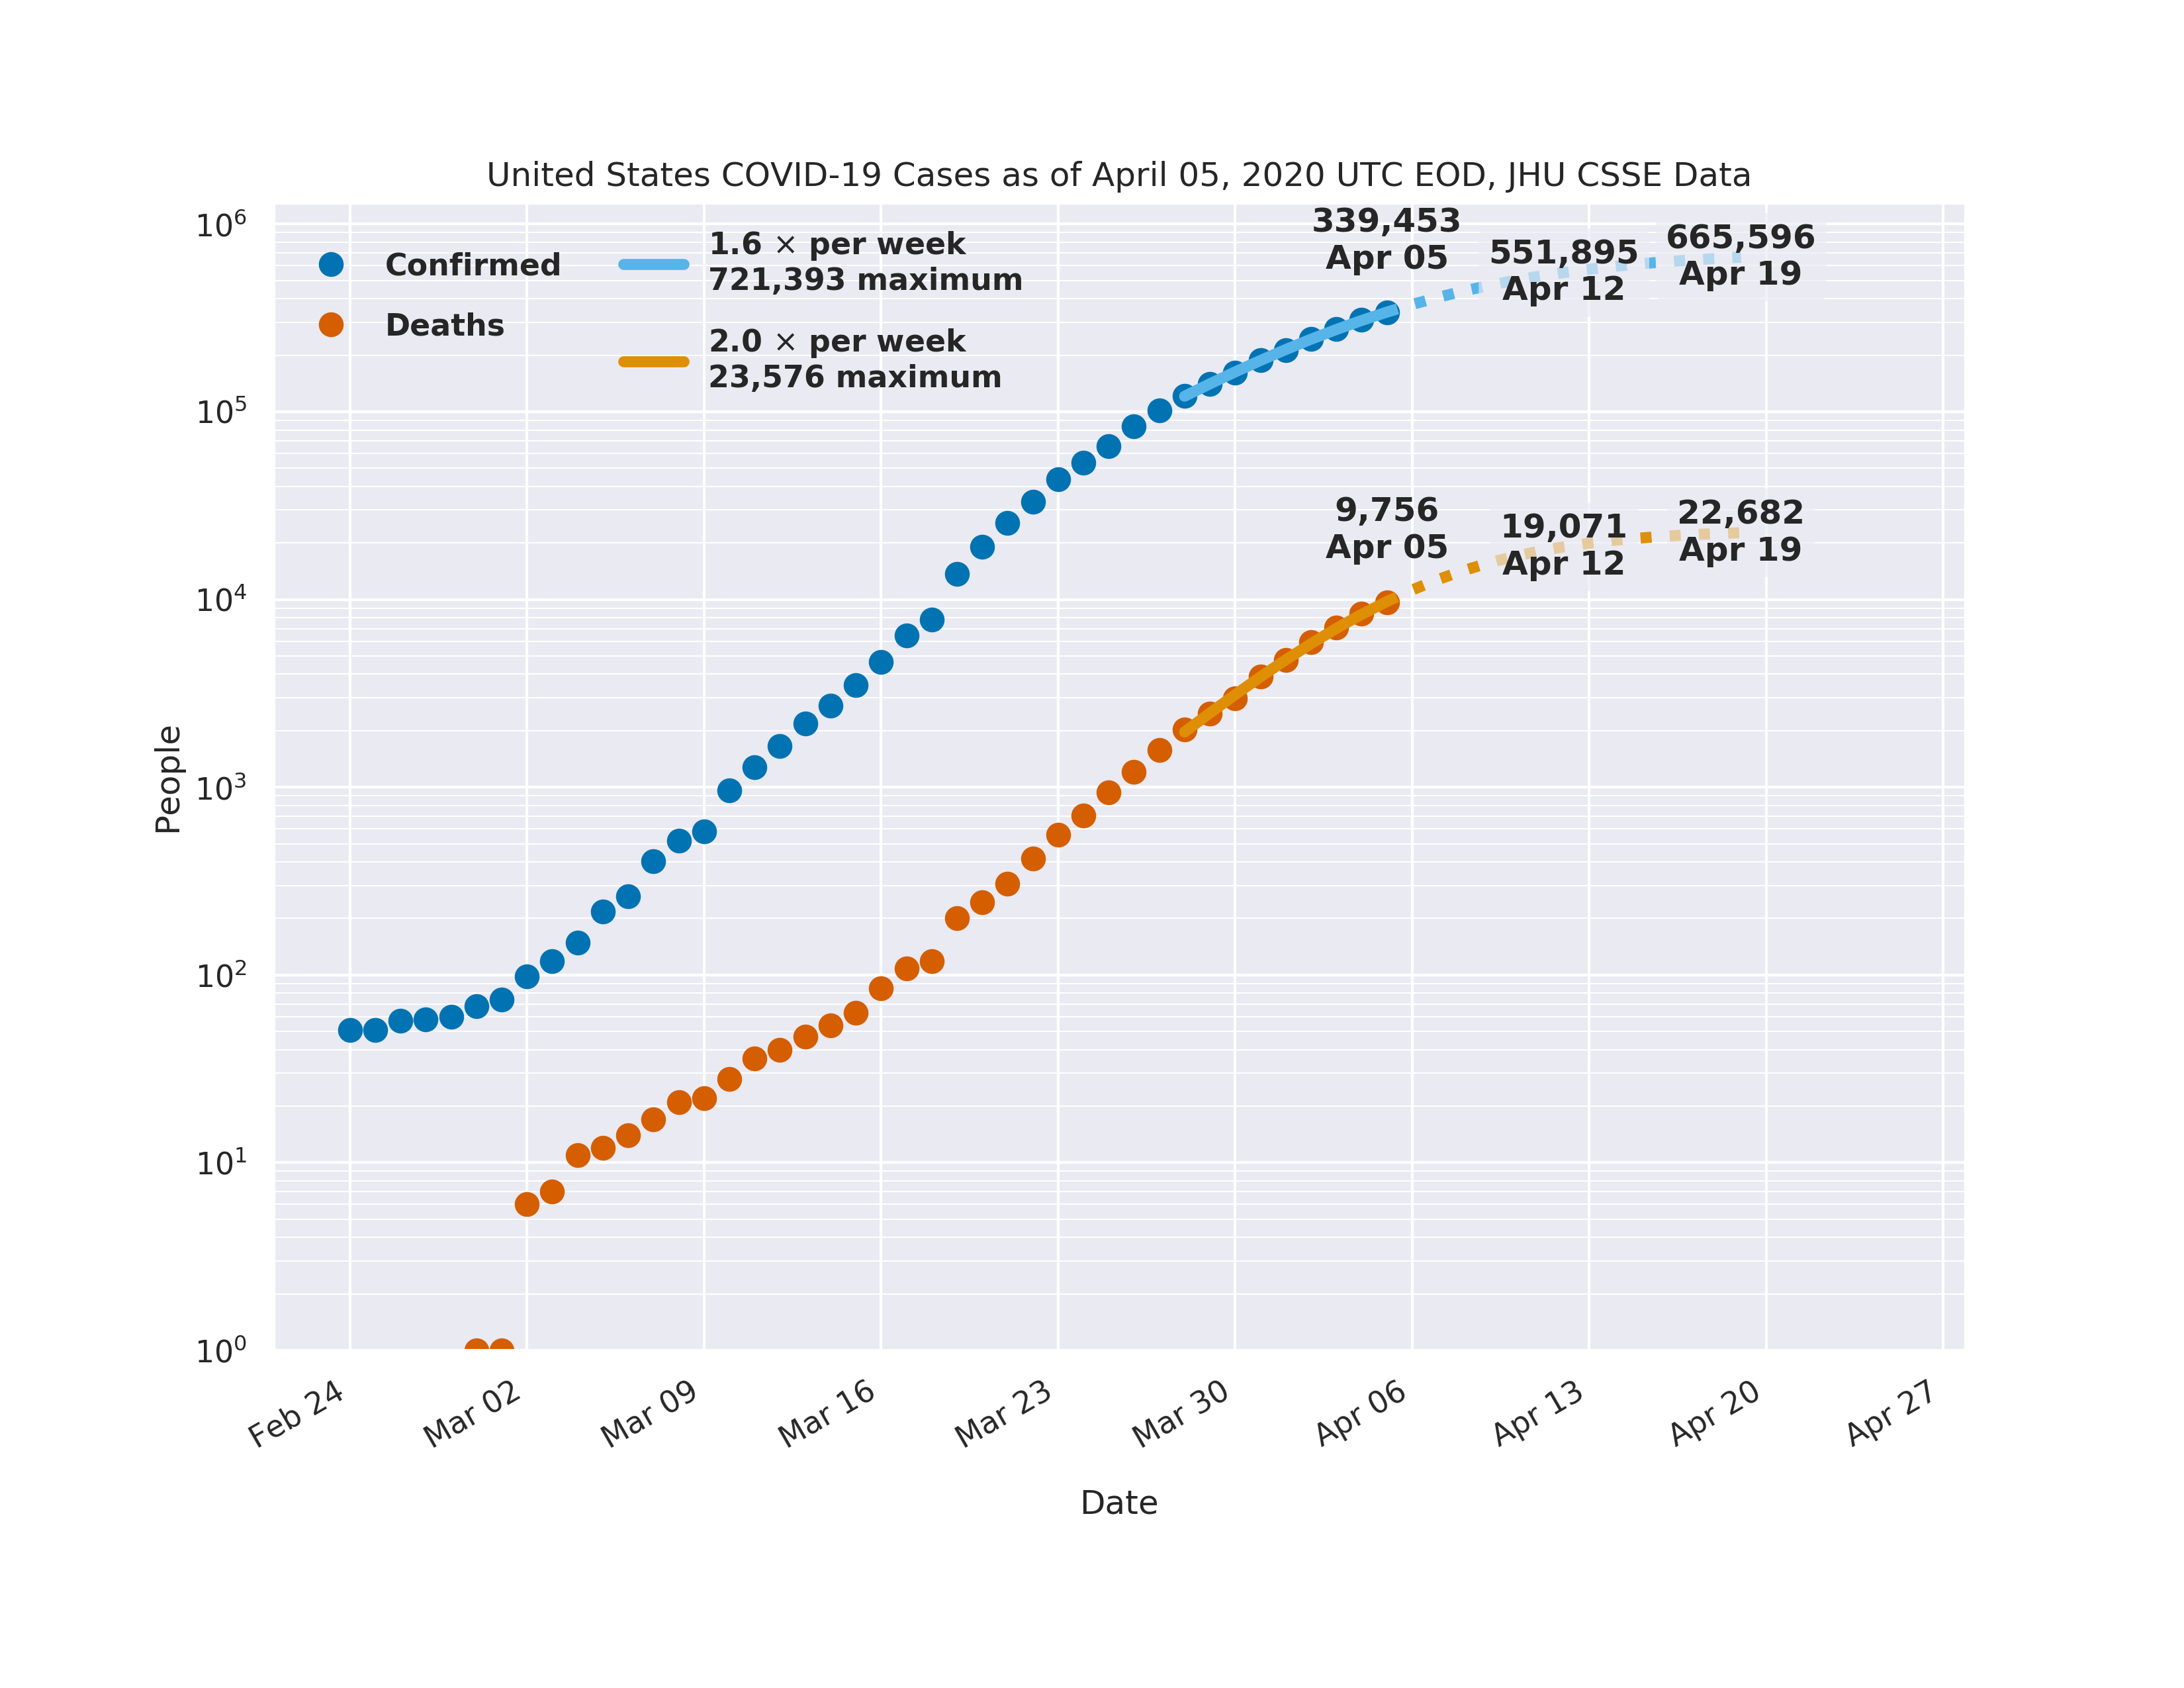 United States COVID-19 Cases as of April 05, 2020 UTC EOD, JHU CSSE Data
Confirmed
Deaths
1.6 × per week
721,393 maximum
2.0 × per week
23,576 maximum
339,453
Apr 05
551,895
Apr 12
665,596
Apr 19
9,756
Apr 05
19,071
Apr 12
22,682
Apr 19
People
10⁶
10⁵
10⁴
10³
10²
10¹
10⁰
Feb 24
Mar 02
Mar 09
Mar 16
Mar 23
Mar 30
Apr 06
Apr 13
Apr 20
Apr 27
Date